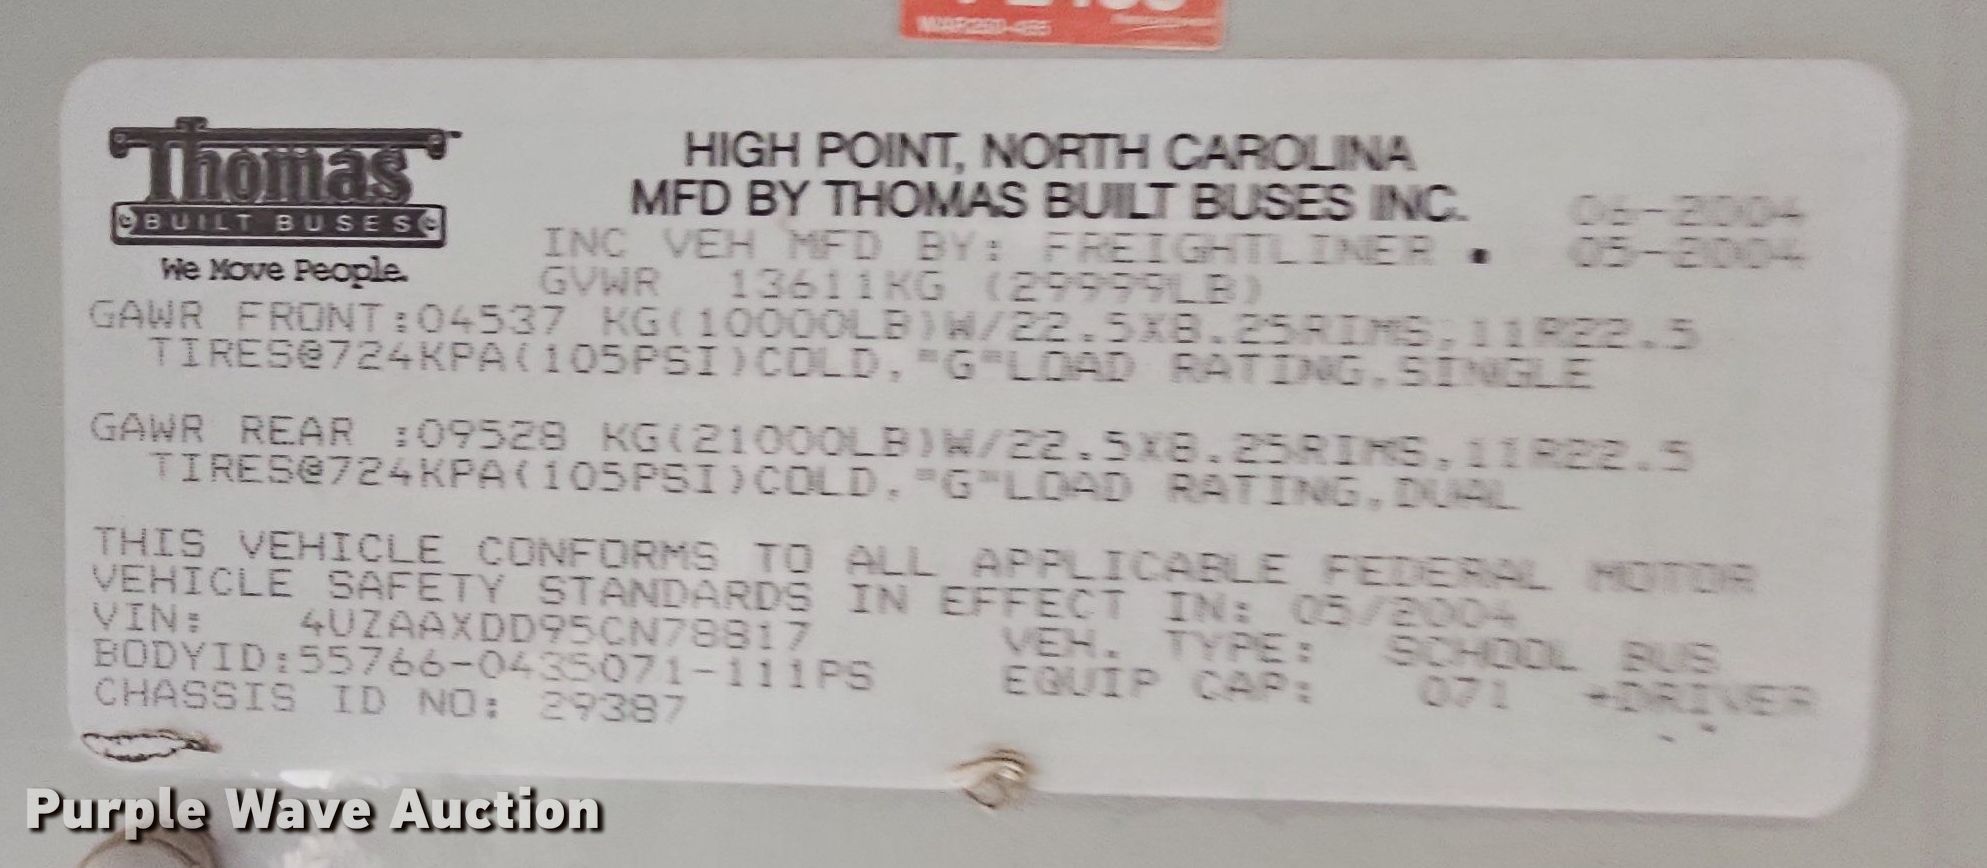 WAR260-455
Thomas
BUILT BUSES
We Move People.
HIGH POINT, NORTH CAROLINA
MFD BY THOMAS BUILT BUSES INC. 06-2004
INC VEH MFD BY: FREIGHTLINER . 05-2004
GVWR 13611KG (29999LB)
GAWR FRONT:04537 KG(10000LB)W/22.5X8.25RIMS,11R22.5
TIRES@724KPA(105PSI)COLD,"G"LOAD RATING,SINGLE
GAWR REAR :09528 KG(21000LB)W/22.5X8.25RIMS,11R22.5
TIRES@724KPA(105PSI)COLD,"G"LOAD RATING,DUAL
THIS VEHICLE CONFORMS TO ALL APPLICABLE FEDERAL MOTOR
VEHICLE SAFETY STANDARDS IN EFFECT IN: 05/2004
VIN: 4UZAAXDD95CN78817 VEH. TYPE: SCHOOL BUS
BODYID:55766-0435071-111PS EQUIP CAP: 071 +DRIVER
CHASSIS ID NO: 29387
Purple Wave Auction